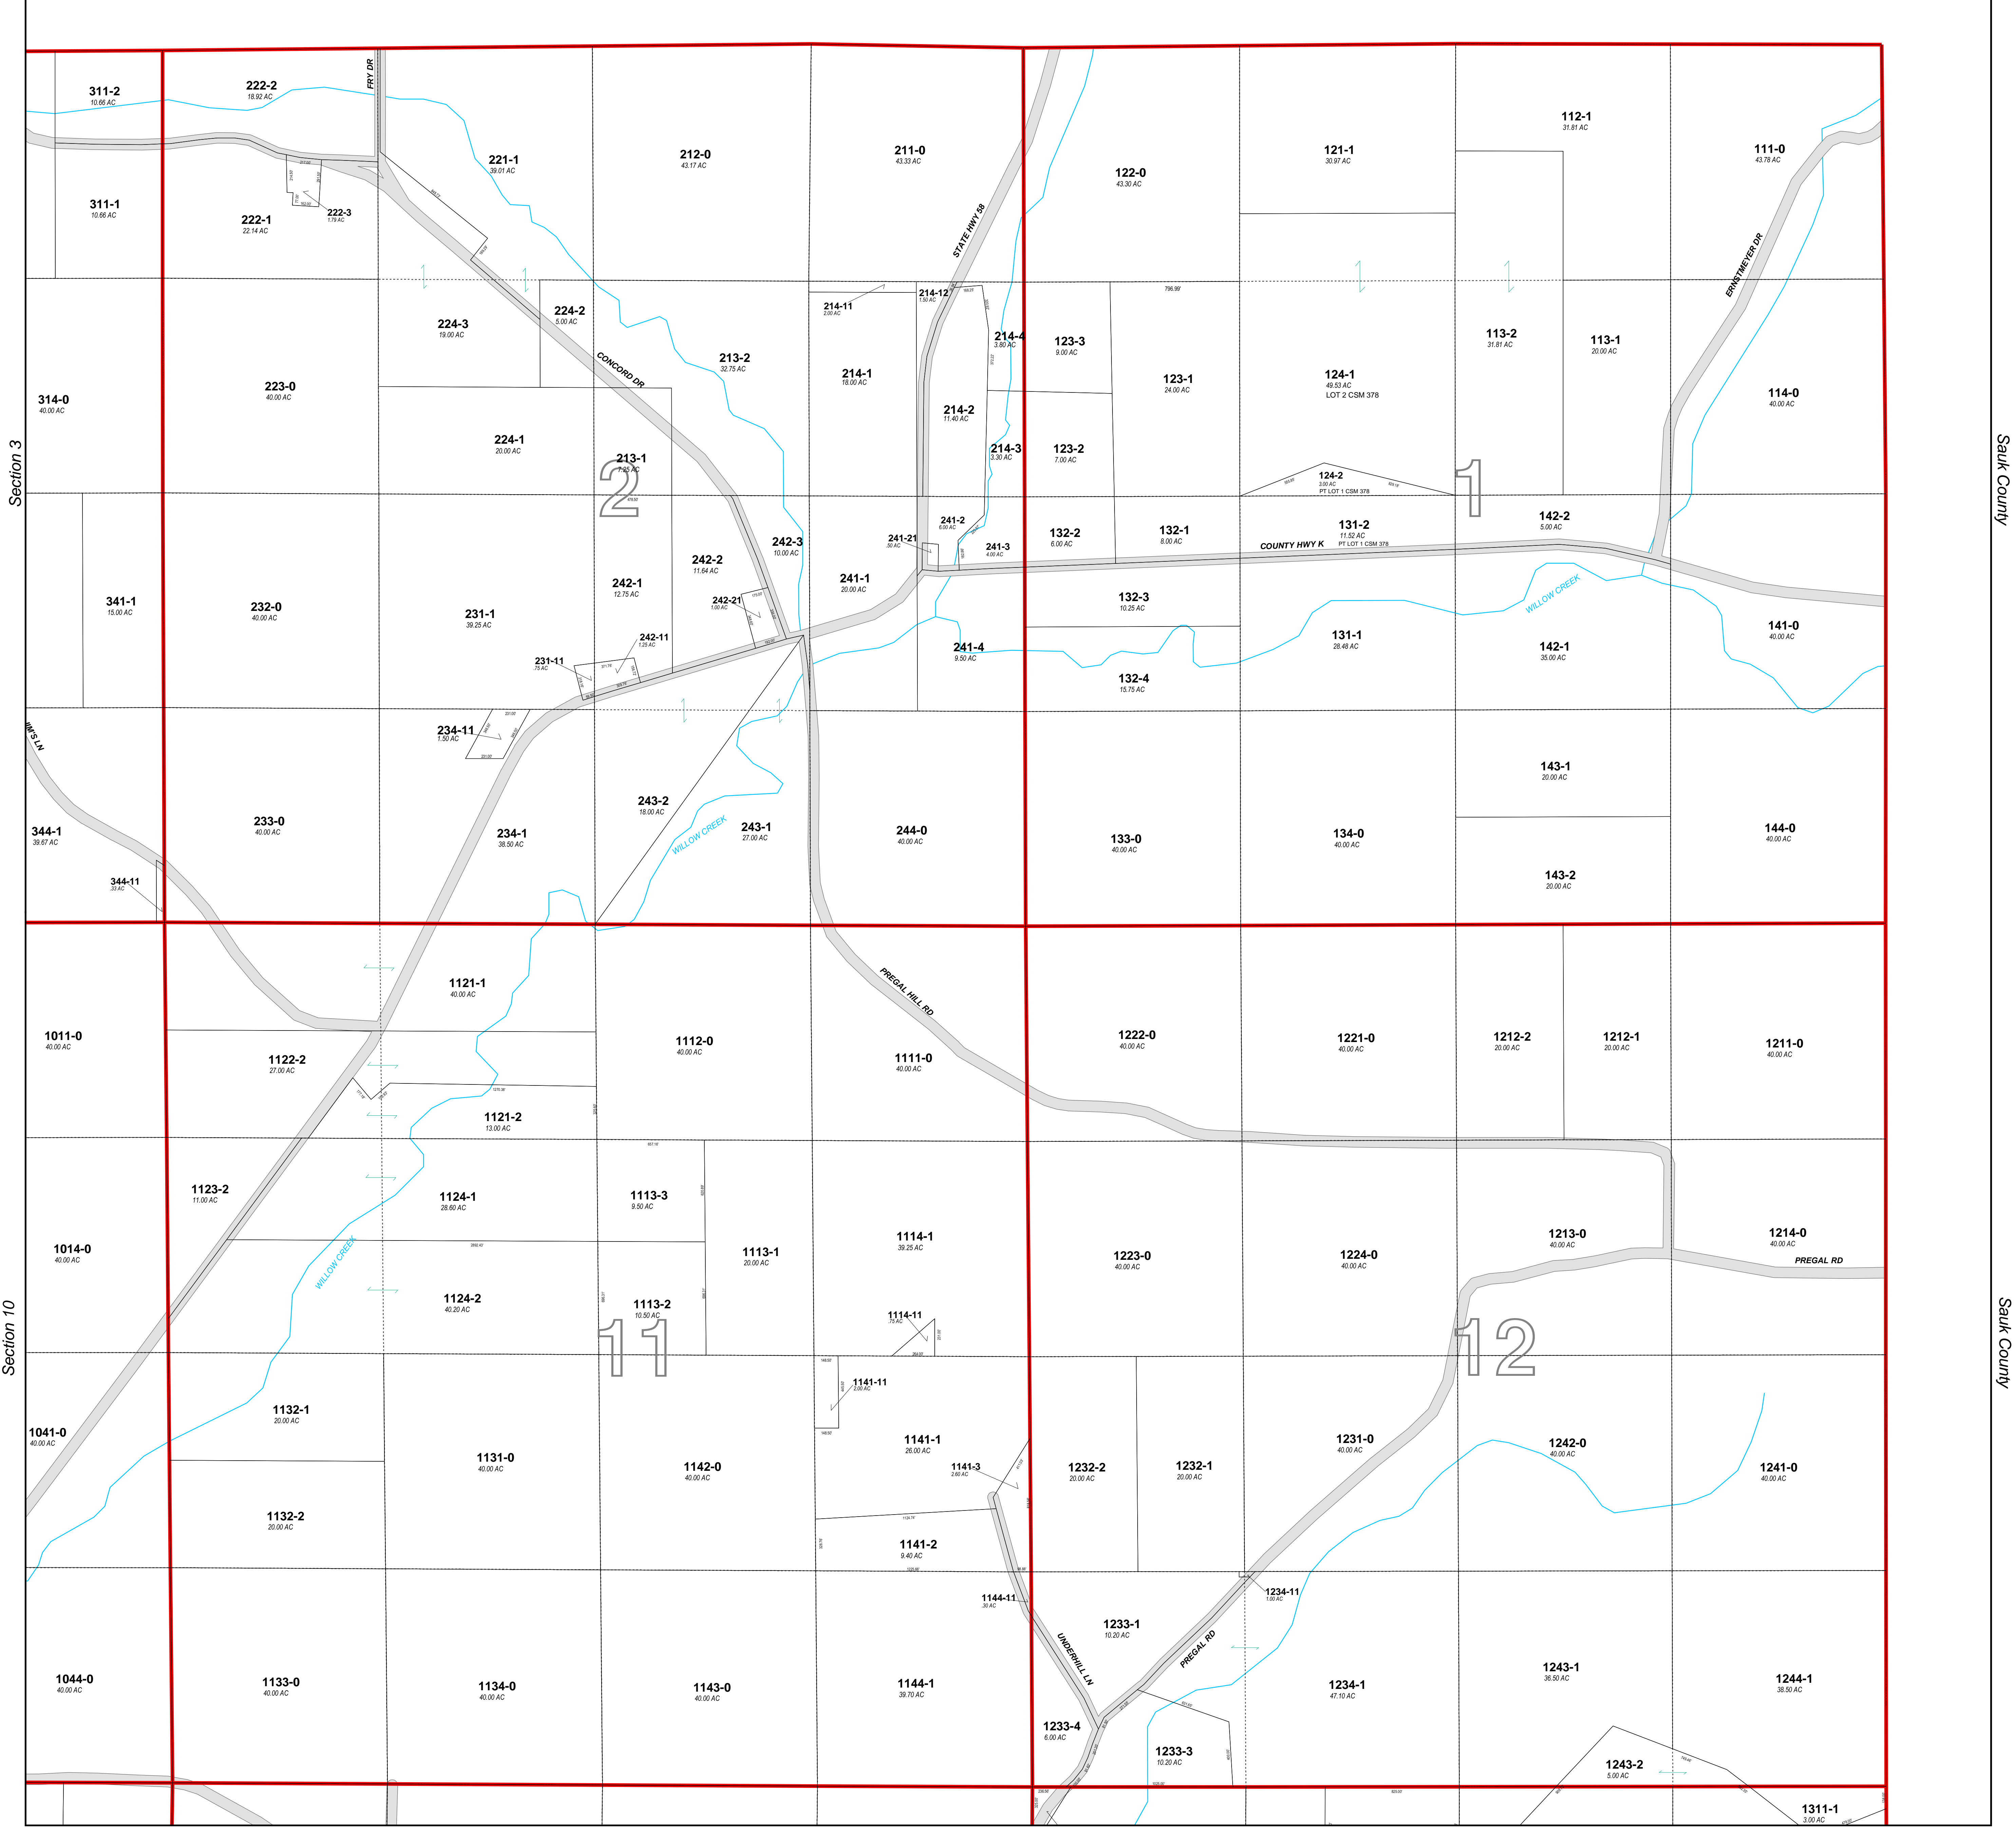 FRY DR
311-2
10.66 AC
222-2
18.92 AC
221-1
39.01 AC
212-0
43.17 AC
211-0
43.33 AC
122-0
43.30 AC
121-1
30.97 AC
112-1
31.81 AC
111-0
43.78 AC
311-1
10.66 AC
222-1
22.14 AC
222-3
1.79 AC
STATE HWY 58
ERNSTMEYER DR
Section 3
314-0
40.00 AC
223-0
40.00 AC
224-3
19.00 AC
224-2
5.00 AC
CONCORD DR
213-2
32.75 AC
214-11
2.00 AC
214-12
1.50 AC
214-1
18.00 AC
214-4
3.80 AC
214-2
11.40 AC
214-3
3.30 AC
123-3
9.00 AC
796.99'
123-1
24.00 AC
123-2
7.00 AC
124-1
49.53 AC
LOT 2 CSM 378
113-2
31.81 AC
113-1
20.00 AC
114-0
40.00 AC
Sauk County
224-1
20.00 AC
213-1
7.25 AC
2
124-2
3.00 AC
PT LOT 1 CSM 378
1
341-1
15.00 AC
232-0
40.00 AC
231-1
39.25 AC
242-1
12.75 AC
242-2
11.64 AC
242-3
10.00 AC
242-21
1.00 AC
242-11
1.25 AC
231-11
.75 AC
241-1
20.00 AC
241-21
.50 AC
241-2
6.00 AC
241-3
4.00 AC
241-4
9.50 AC
132-2
6.00 AC
132-1
8.00 AC
131-2
11.52 AC
PT LOT 1 CSM 378
COUNTY HWY K
142-2
5.00 AC
132-3
10.25 AC
132-4
15.75 AC
131-1
28.48 AC
WILLOW CREEK
142-1
35.00 AC
141-0
40.00 AC
JIM'S LN
234-11
1.50 AC
344-1
39.67 AC
344-11
.33 AC
233-0
40.00 AC
234-1
38.50 AC
243-2
18.00 AC
WILLOW CREEK
243-1
27.00 AC
244-0
40.00 AC
133-0
40.00 AC
134-0
40.00 AC
143-1
20.00 AC
143-2
20.00 AC
144-0
40.00 AC
1011-0
40.00 AC
1121-1
40.00 AC
1122-2
27.00 AC
1121-2
13.00 AC
1112-0
40.00 AC
PREGAL HILL RD
1111-0
40.00 AC
1222-0
40.00 AC
1221-0
40.00 AC
1212-2
20.00 AC
1212-1
20.00 AC
1211-0
40.00 AC
1014-0
40.00 AC
1123-2
11.00 AC
1124-1
28.60 AC
1113-3
9.50 AC
1113-1
20.00 AC
1114-1
39.25 AC
1223-0
40.00 AC
1224-0
40.00 AC
1213-0
40.00 AC
1214-0
40.00 AC
PREGAL RD
WILLOW CREEK
1124-2
40.20 AC
1113-2
10.50 AC
1114-11
.75 AC
11
12
Section 10
Sauk County
1041-0
40.00 AC
1132-1
20.00 AC
1132-2
20.00 AC
1131-0
40.00 AC
1142-0
40.00 AC
1141-11
2.00 AC
1141-1
26.00 AC
1141-3
2.60 AC
1141-2
9.40 AC
1232-2
20.00 AC
1232-1
20.00 AC
1231-0
40.00 AC
1242-0
40.00 AC
1241-0
40.00 AC
1144-11
.30 AC
1234-11
1.00 AC
1044-0
40.00 AC
1133-0
40.00 AC
1134-0
40.00 AC
1143-0
40.00 AC
1144-1
39.70 AC
UNDERHILL LN
1233-1
10.20 AC
PREGAL RD
1233-4
6.00 AC
1233-3
10.20 AC
1234-1
47.10 AC
1243-1
36.50 AC
1243-2
5.00 AC
1244-1
38.50 AC
1311-1
3.00 AC